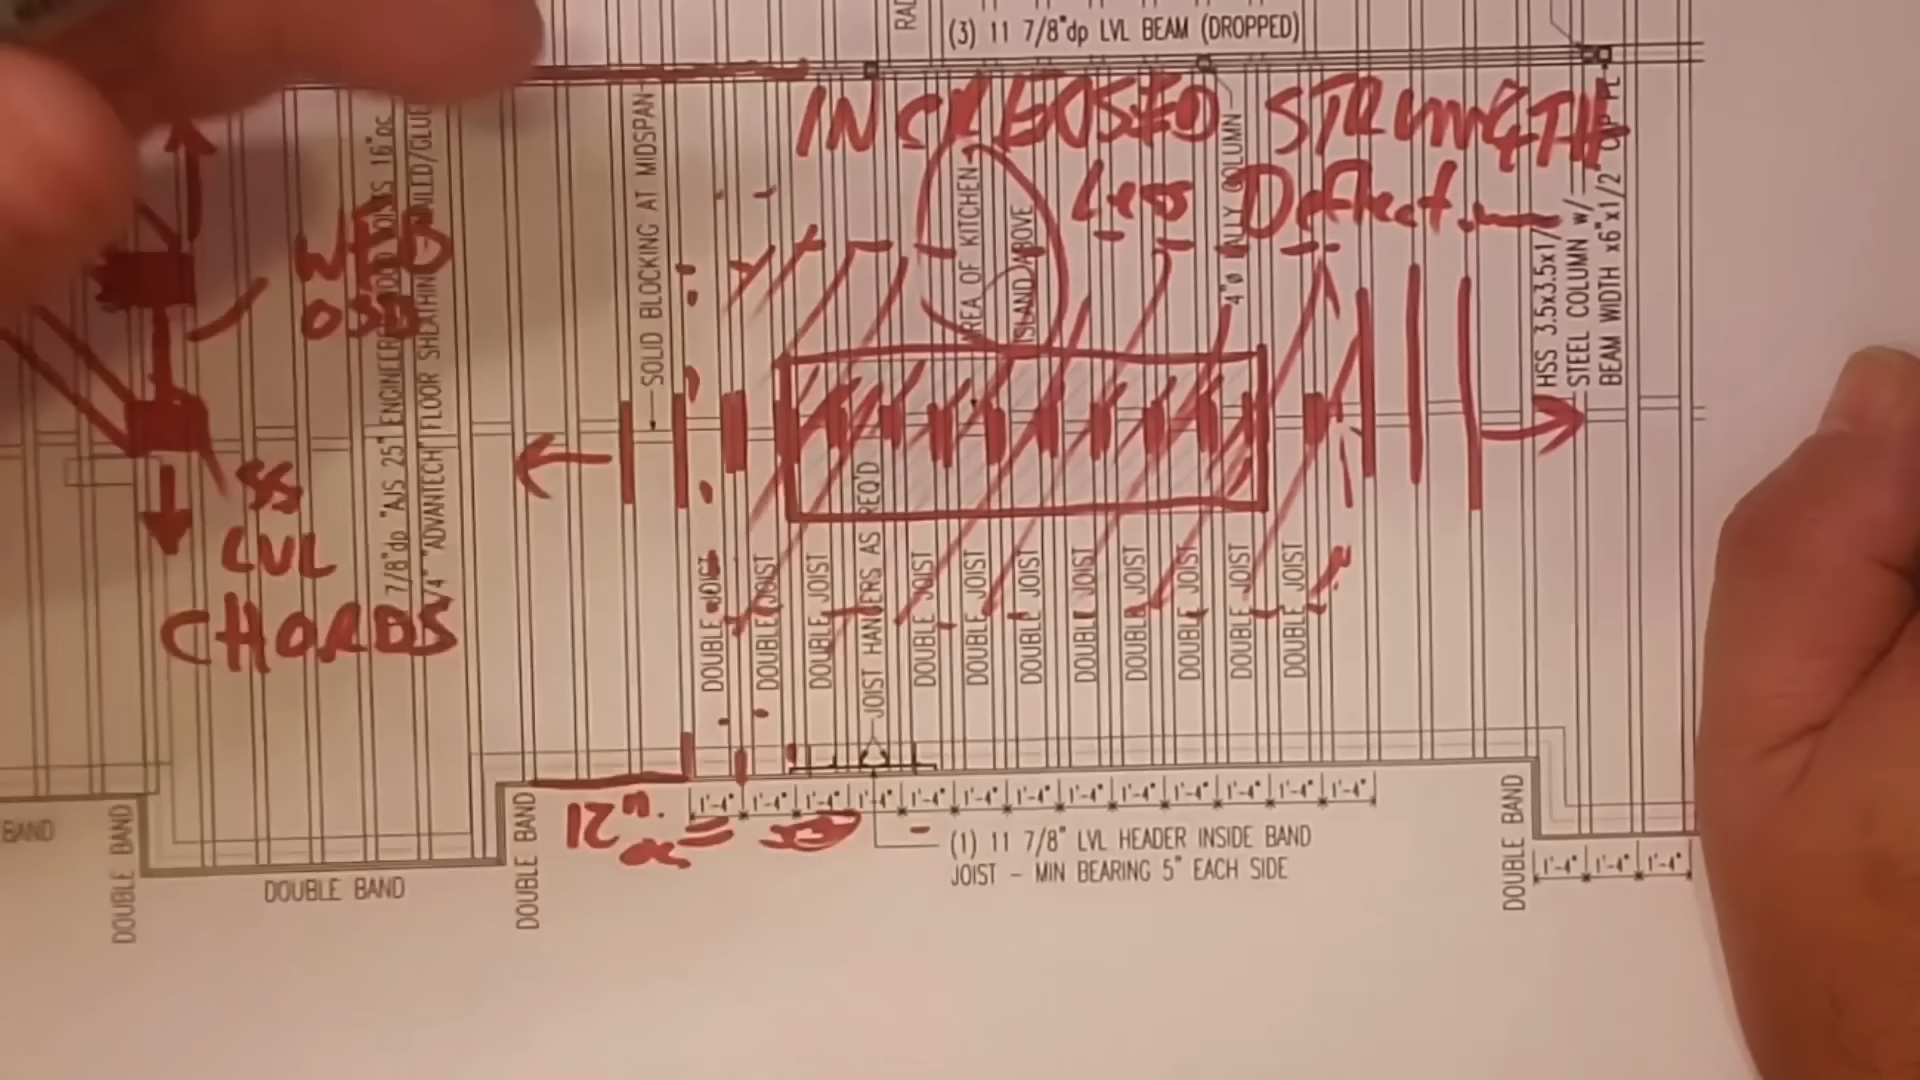 (3) 11 7/8"dp LVL BEAM (DROPPED)
RAD
INCREASED STRENGTH
Less Deflection
SOLID BLOCKING AT MIDSPAN
AREA OF KITCHEN
ISLAND ABOVE
4"ø LALLY COLUMN
HSS 3.5x3.5x1/
STEEL COLUMN w/
BEAM WIDTH x6"x1/2"
WEB
OSB
7/8"dp "AJS 25" ENGINEERED
16"oc
"ADVANTECH" FLOOR SHEATHING
NAILED/GLUED
SS
LVL
CHORDS
DOUBLE JOIST
DOUBLE JOIST
DOUBLE JOIST
JOIST HANGERS AS REQ'D
DOUBLE JOIST
DOUBLE JOIST
DOUBLE JOIST
DOUBLE JOIST
DOUBLE JOIST
DOUBLE JOIST
DOUBLE JOIST
DOUBLE JOIST
1'-4" 1'-4" 1'-4" 1'-4" 1'-4" 1'-4" 1'-4" 1'-4" 1'-4" 1'-4" 1'-4" 1'-4" 1'-4"
12" oc
(1) 11 7/8" LVL HEADER INSIDE BAND
JOIST - MIN BEARING 5" EACH SIDE
BAND
DOUBLE BAND
DOUBLE BAND
DOUBLE BAND
DOUBLE BAND
1'-4" 1'-4" 1'-4"